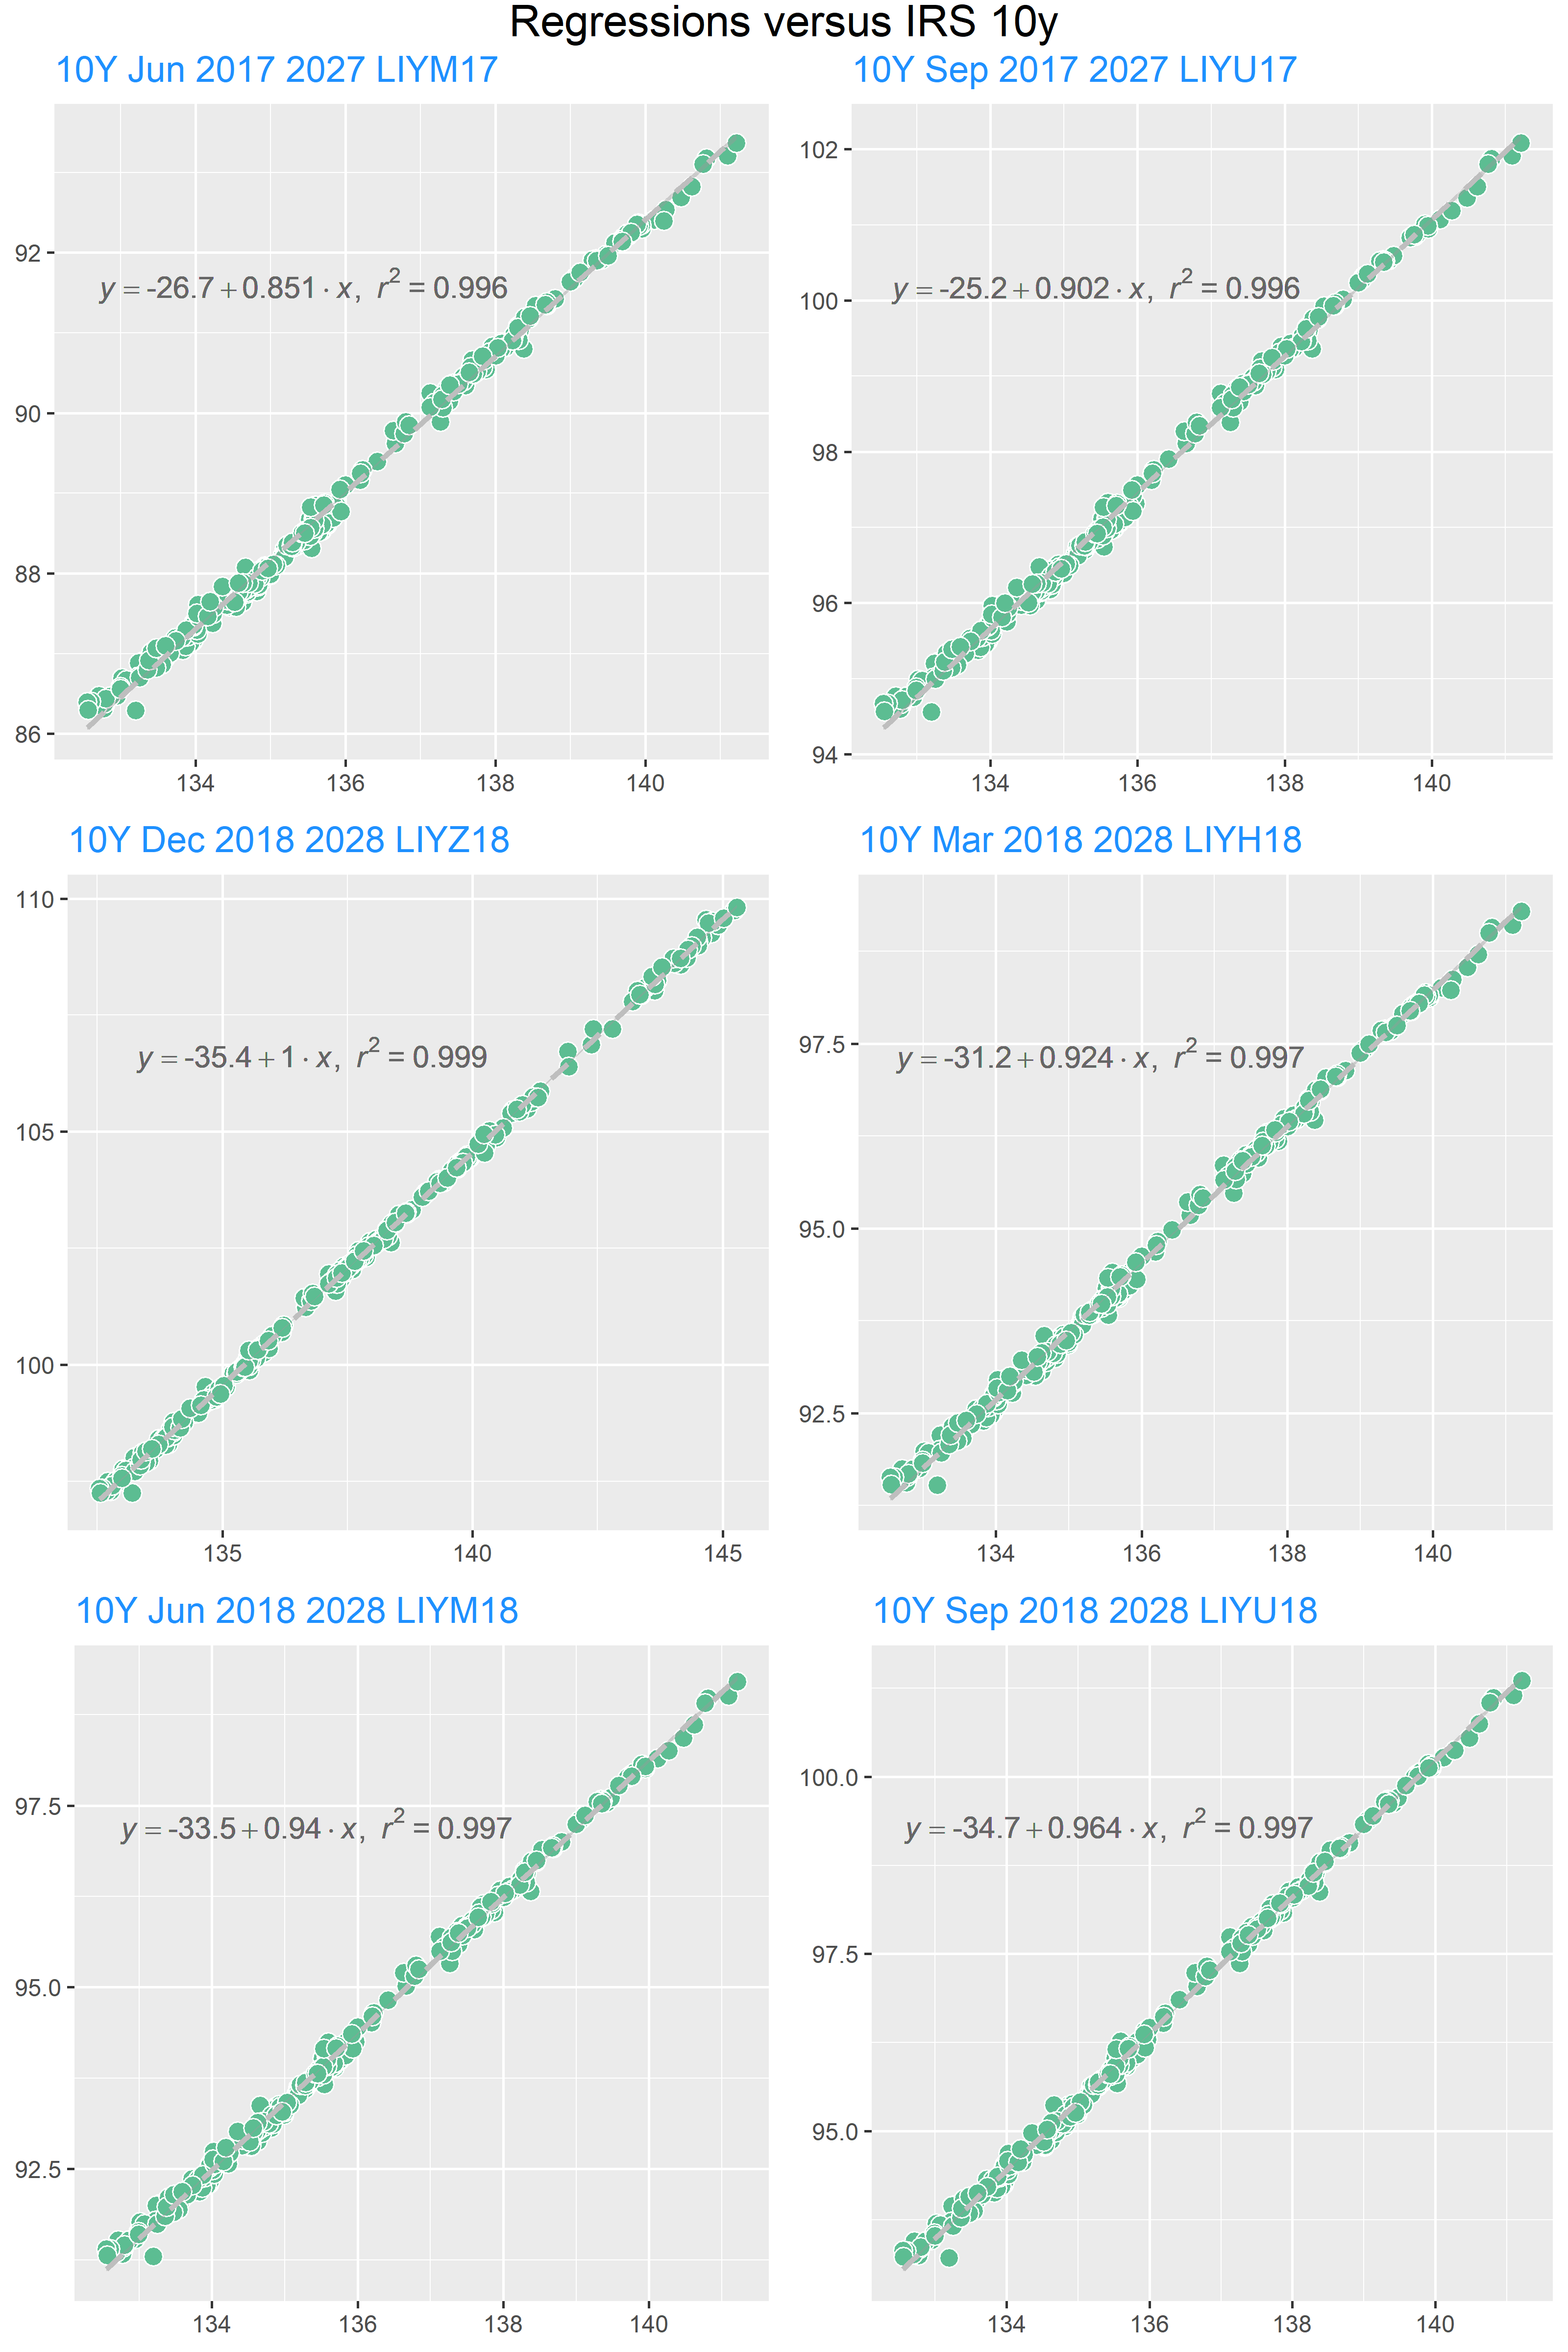 Regressions versus IRS 10y
10Y Jun 2017 2027 LIYM17
92
90
88
86
y = -26.7 + 0.851 · x, r² = 0.996
134 136 138 140
10Y Sep 2017 2027 LIYU17
102
100
98
96
94
y = -25.2 + 0.902 · x, r² = 0.996
134 136 138 140
10Y Dec 2018 2028 LIYZ18
110
105
100
y = -35.4 + 1 · x, r² = 0.999
135 140 145
10Y Mar 2018 2028 LIYH18
97.5
95.0
92.5
y = -31.2 + 0.924 · x, r² = 0.997
134 136 138 140
10Y Jun 2018 2028 LIYM18
97.5
95.0
92.5
y = -33.5 + 0.94 · x, r² = 0.997
134 136 138 140
10Y Sep 2018 2028 LIYU18
100.0
97.5
95.0
y = -34.7 + 0.964 · x, r² = 0.997
134 136 138 140